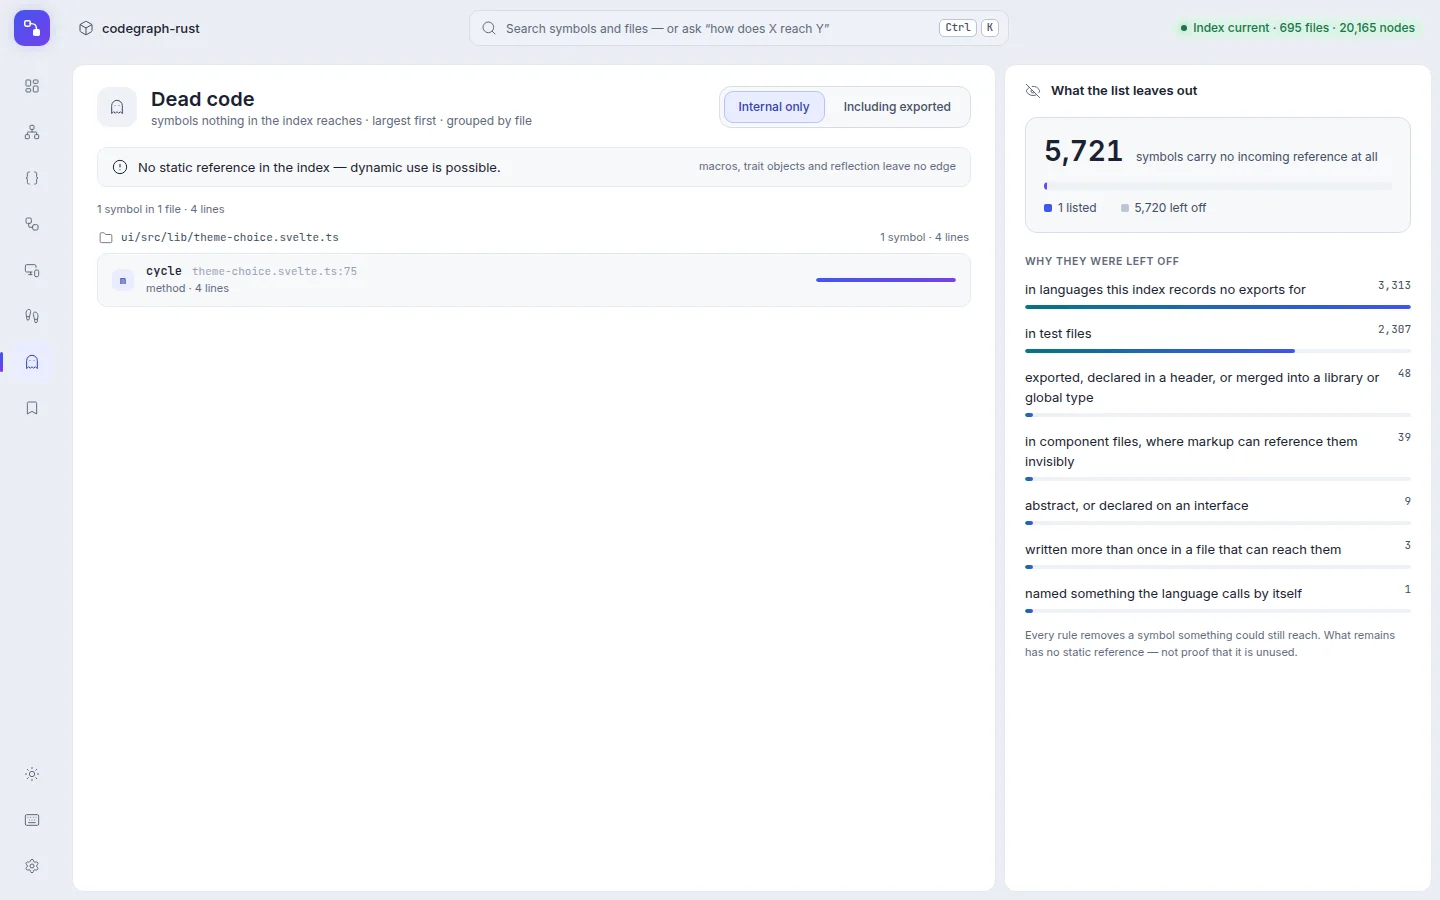 codegraph-rust
Search symbols and files — or ask “how does X reach Y”
Ctrl K
Index current · 695 files · 20,165 nodes
Dead code
symbols nothing in the index reaches · largest first · grouped by file
Internal only
Including exported
No static reference in the index — dynamic use is possible.
macros, trait objects and reflection leave no edge
1 symbol in 1 file · 4 lines
ui/src/lib/theme-choice.svelte.ts
1 symbol · 4 lines
m
cycle theme-choice.svelte.ts:75
method · 4 lines
What the list leaves out
5,721 symbols carry no incoming reference at all
1 listed
5,720 left off
WHY THEY WERE LEFT OFF
in languages this index records no exports for
3,313
in test files
2,307
exported, declared in a header, or merged into a library or
global type
48
in component files, where markup can reference them
invisibly
39
abstract, or declared on an interface
9
written more than once in a file that can reach them
3
named something the language calls by itself
1
Every rule removes a symbol something could still reach. What remains
has no static reference — not proof that it is unused.